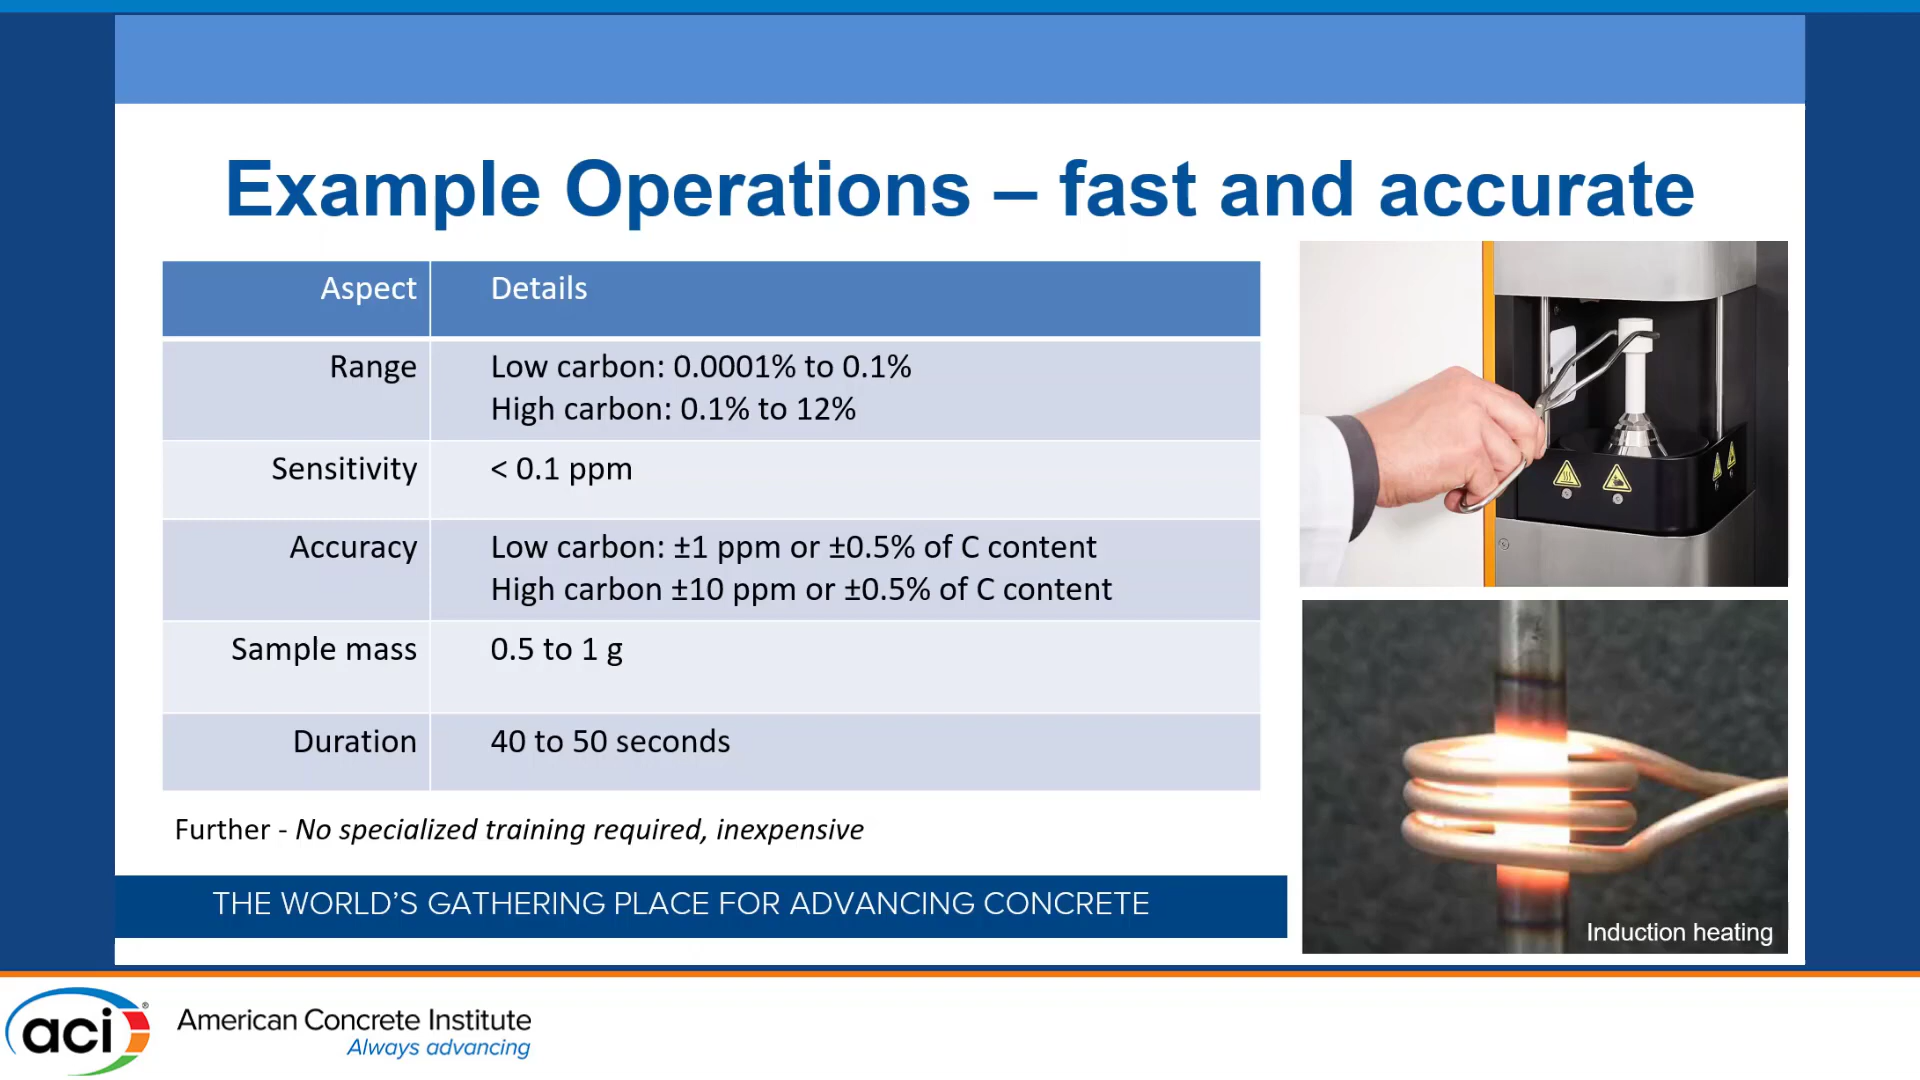 Example Operations – fast and accurate
Aspect
Details
Range
Low carbon: 0.0001% to 0.1%
High carbon: 0.1% to 12%
Sensitivity
< 0.1 ppm
Accuracy
Low carbon: ±1 ppm or ±0.5% of C content
High carbon ±10 ppm or ±0.5% of C content
Sample mass
0.5 to 1 g
Duration
40 to 50 seconds
Further - No specialized training required, inexpensive
Induction heating
THE WORLD'S GATHERING PLACE FOR ADVANCING CONCRETE
aci®
American Concrete Institute
Always advancing